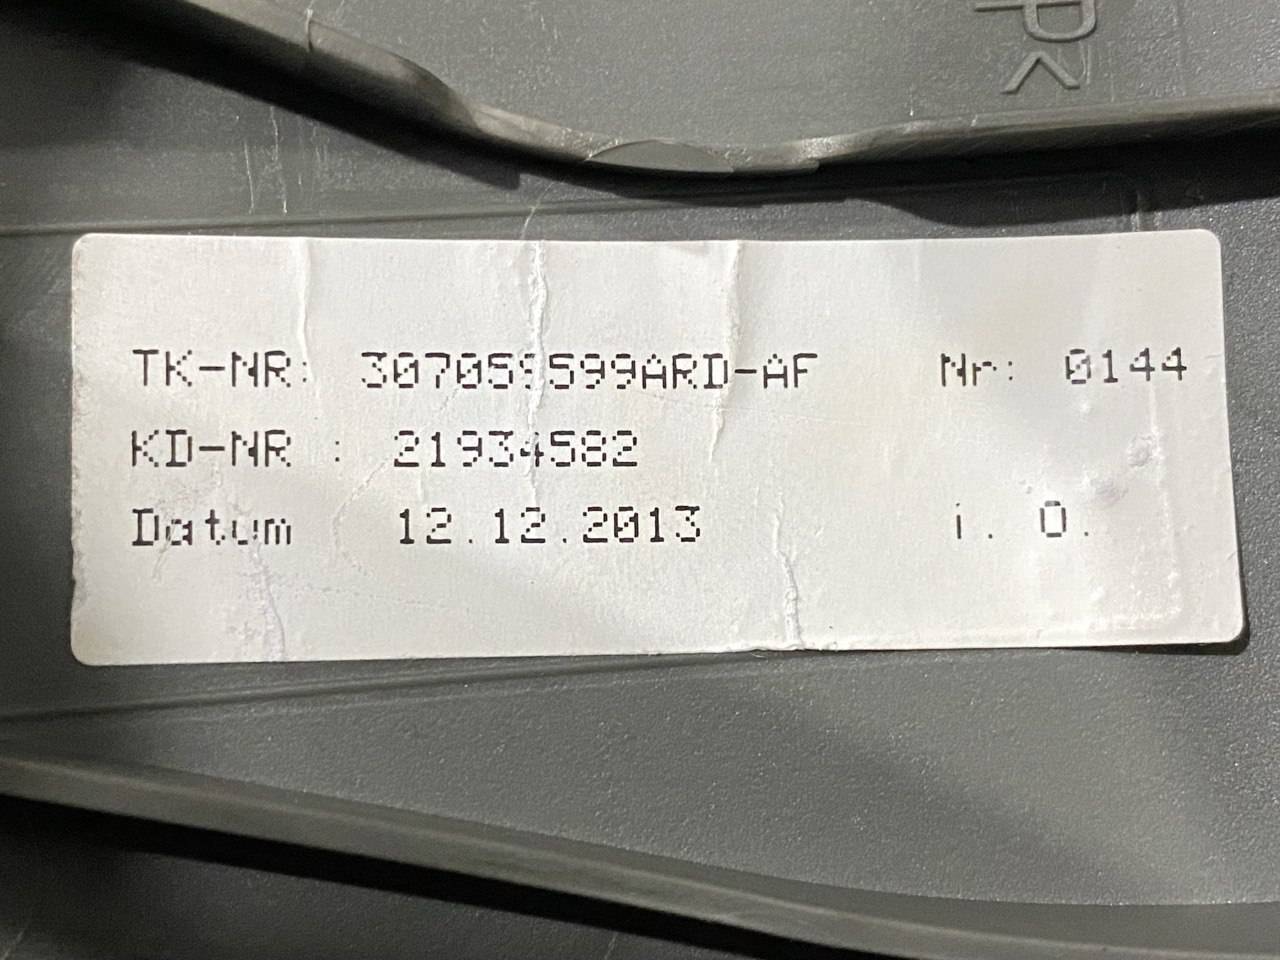 TK-NR: 307059599ARD-AF Nr: 0144
KD-NR : 21934582
Datum 12.12.2013 i. O.